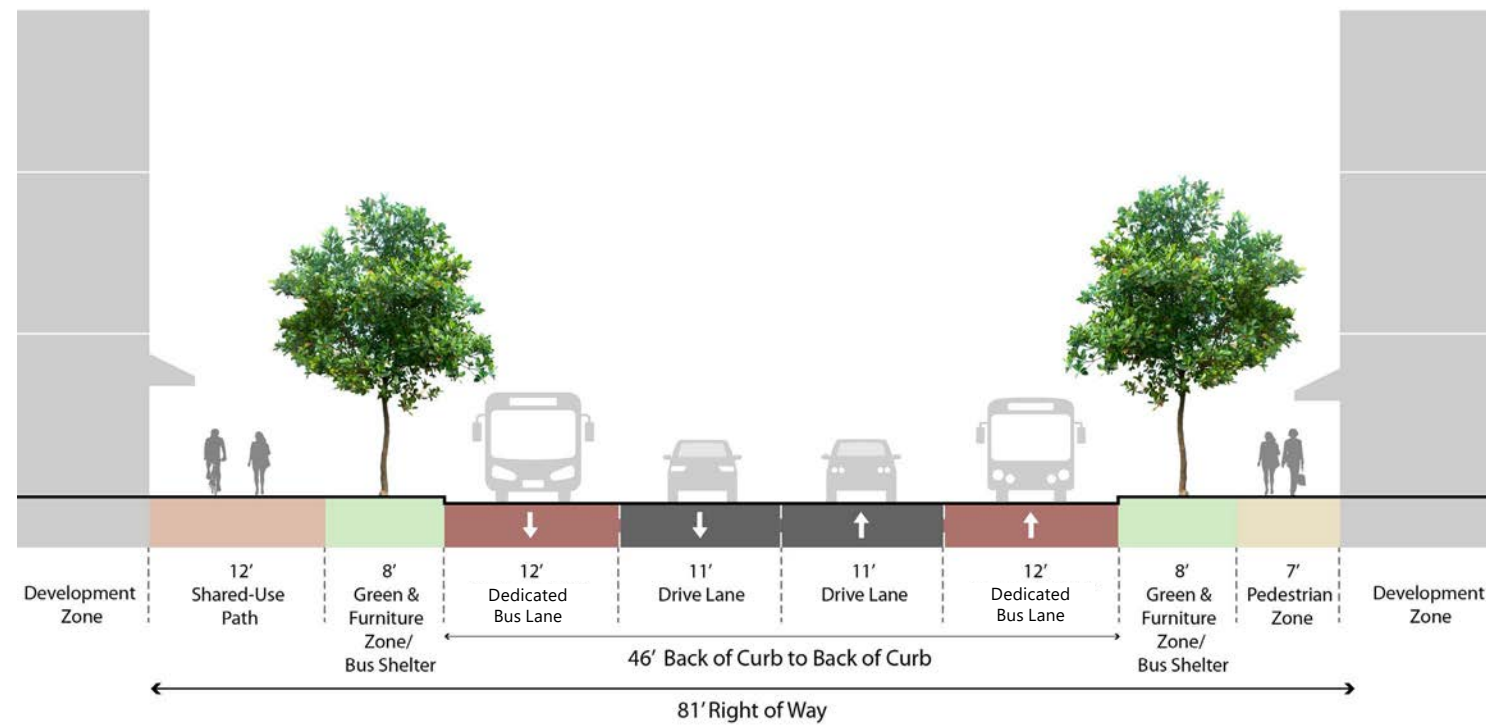 Development
Zone
12'
Shared-Use
Path
8'
Green &
Furniture
Zone/
Bus Shelter
12'
Dedicated
Bus Lane
11'
Drive Lane
11'
Drive Lane
12'
Dedicated
Bus Lane
8'
Green &
Furniture
Zone/
Bus Shelter
7'
Pedestrian
Zone
Development
Zone
46' Back of Curb to Back of Curb
81' Right of Way